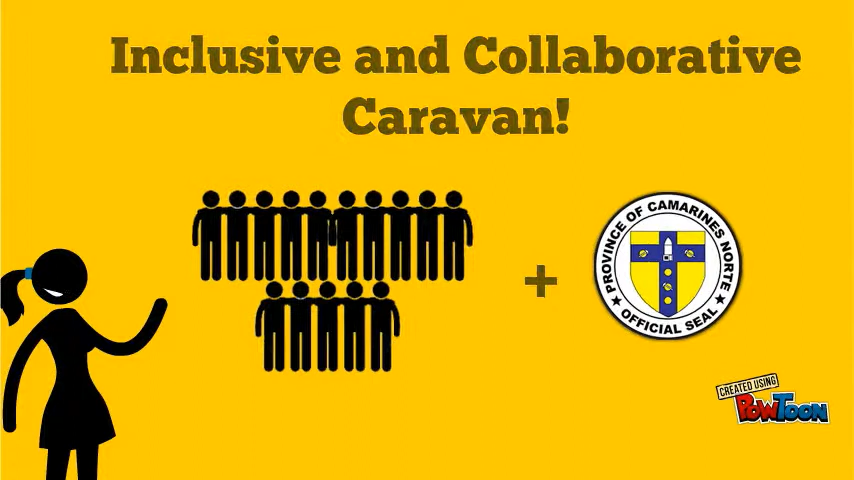 Inclusive and Collaborative
Caravan!
+
PROVINCE OF CAMARINES NORTE
★ OFFICIAL SEAL ★
CREATED USING
POWTOON